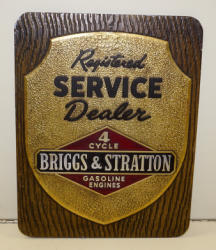 Registered
SERVICE
Dealer
4
CYCLE
BRIGGS & STRATTON
GASOLINE
ENGINES